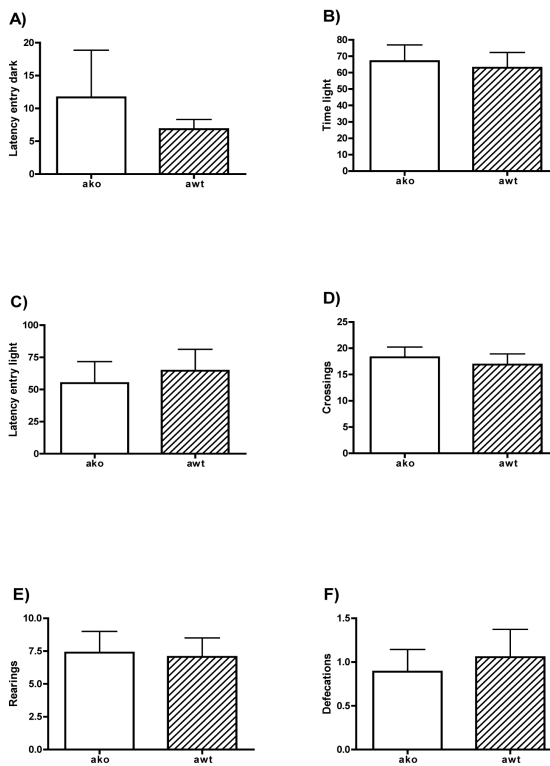 A)
Latency entry dark
20
15
10
5
0
ako awt
B)
Time light
80
70
60
50
40
30
20
10
0
ako awt
C)
Latency entry light
100
75
50
25
0
ako awt
D)
Crossings
25
20
15
10
5
0
ako awt
E)
Rearings
10.0
7.5
5.0
2.5
0.0
ako awt
F)
Defecations
1.5
1.0
0.5
0.0
ako awt